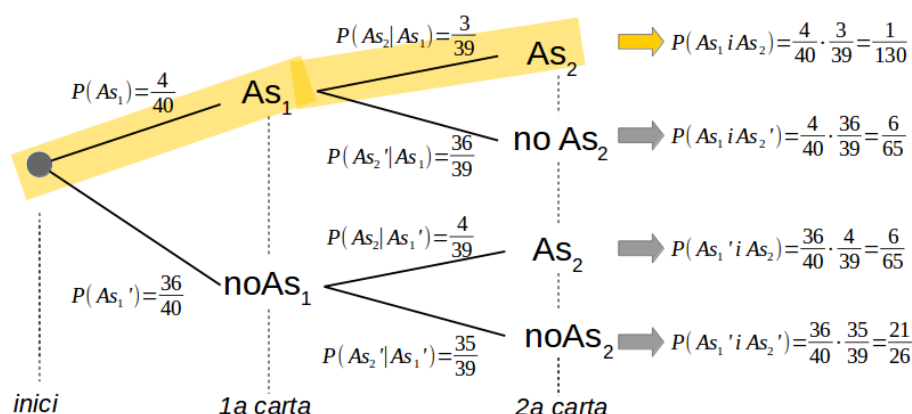 P(As₂|As₁)=3/39
As₂
P(As₁ i As₂)=4/40·3/39=1/130
P(As₁)=4/40
As₁
no As₂
P(As₁ i As₂')=4/40·36/39=6/65
P(As₂'|As₁)=36/39
P(As₂|As₁')=4/39
As₂
P(As₁' i As₂)=36/40·4/39=6/65
P(As₁')=36/40
noAs₁
noAs₂
P(As₁' i As₂')=36/40·35/39=21/26
P(As₂'|As₁')=35/39
inici
1a carta
2a carta